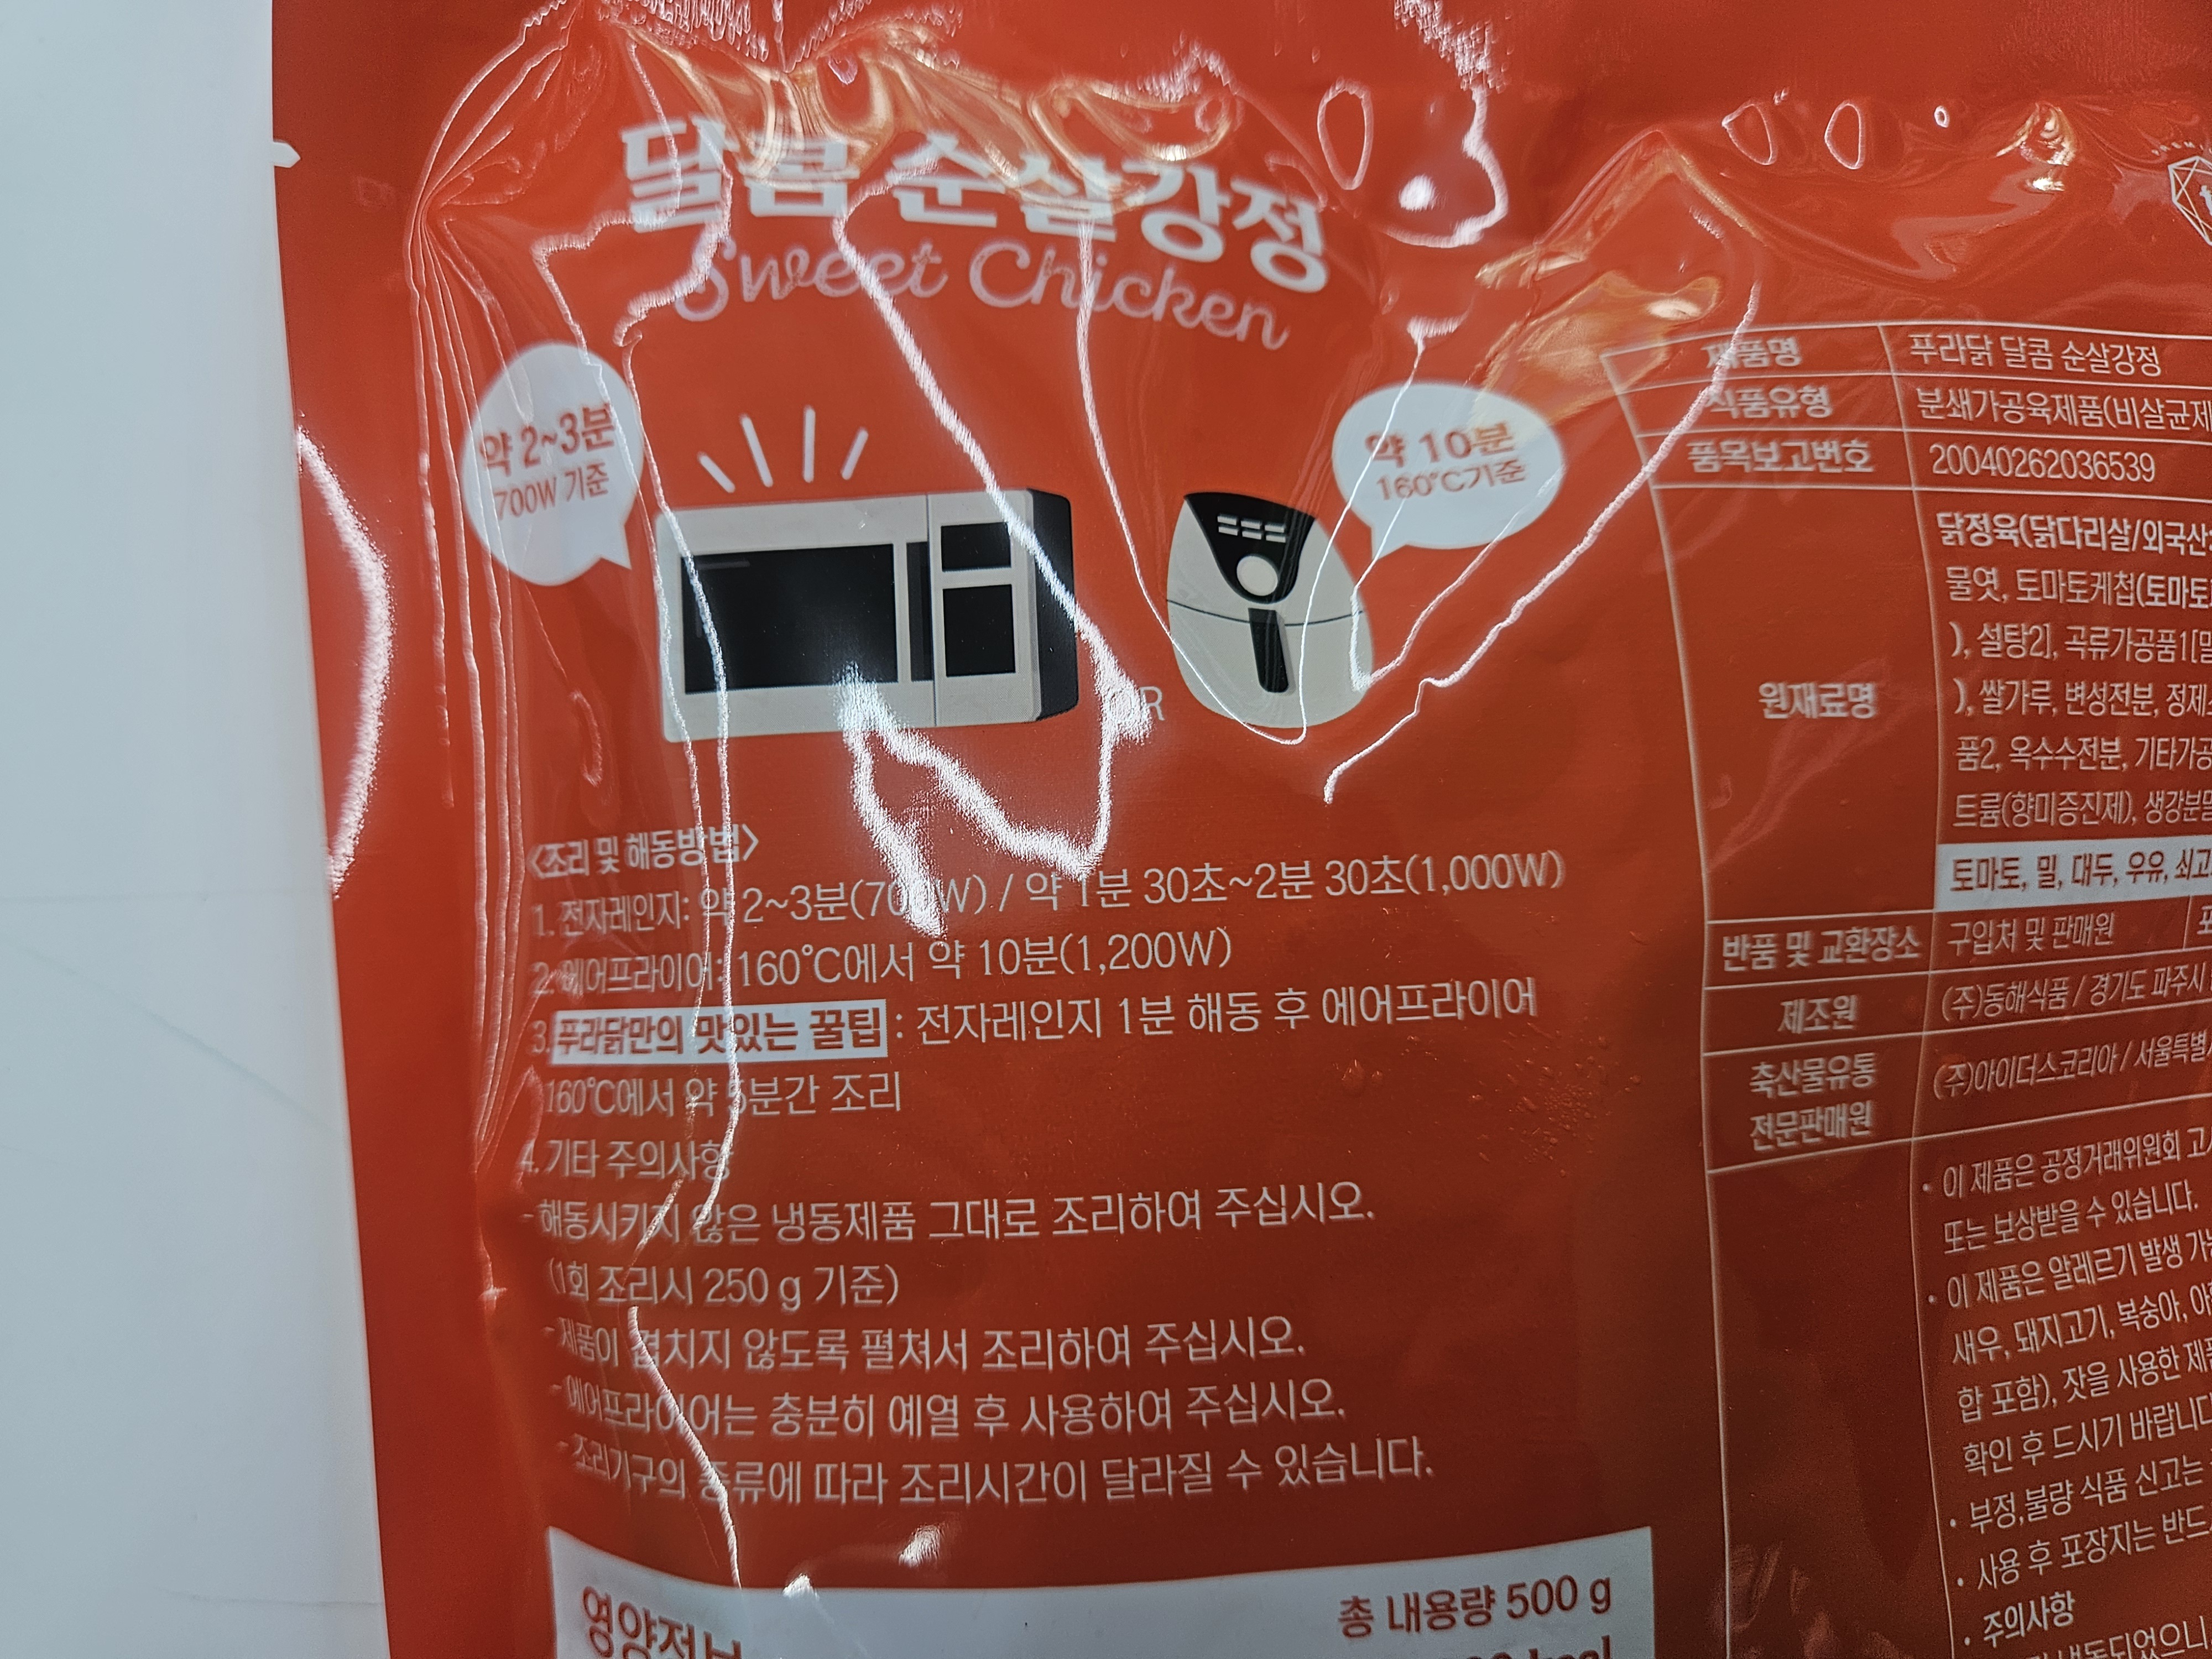 달콤 순살강정
Sweet Chicken
약 2~3분
700W 기준
약 10분
160℃기준
<조리 및 해동방법>
1. 전자레인지: 약 2~3분(700W) / 약 1분 30초~2분 30초(1,000W)
2. 에어프라이어: 160℃에서 약 10분(1,200W)
3. 푸라닭만의 맛있는 꿀팁 : 전자레인지 1분 해동 후 에어프라이어
160℃에서 약 5분간 조리
4. 기타 주의사항
- 해동시키지 않은 냉동제품 그대로 조리하여 주십시오.
(1회 조리시 250 g 기준)
- 제품이 겹치지 않도록 펼쳐서 조리하여 주십시오.
- 에어프라이어는 충분히 예열 후 사용하여 주십시오.
- 조리기구의 종류에 따라 조리시간이 달라질 수 있습니다.
영양정보
총 내용량 500 g
kcal
제품명 푸라닭 달콤 순살강정
식품유형 분쇄가공육제품(비살균제
품목보고번호 20040262036539
원재료명
닭정육(닭다리살/외국산
물엿, 토마토케첩(토마토
), 설탕2], 곡류가공품1[밀
), 쌀가루, 변성전분, 정제
품2, 옥수수전분, 기타가공
트륨(향미증진제), 생강분말
토마토, 밀, 대두, 우유, 쇠고
반품 및 교환장소 구입처 및 판매원
제조원 (주)동해식품 / 경기도 파주시
축산물유통
전문판매원
(주)아이더스코리아 / 서울특별
• 이 제품은 공정거래위원회 고
또는 보상받을 수 있습니다.
• 이 제품은 알레르기 발생 가능
새우, 돼지고기, 복숭아, 아
합 포함), 잣을 사용한 제
확인 후 드시기 바랍니다
• 부정,불량 식품 신고는
• 사용 후 포장지는 반드
• 주의사항